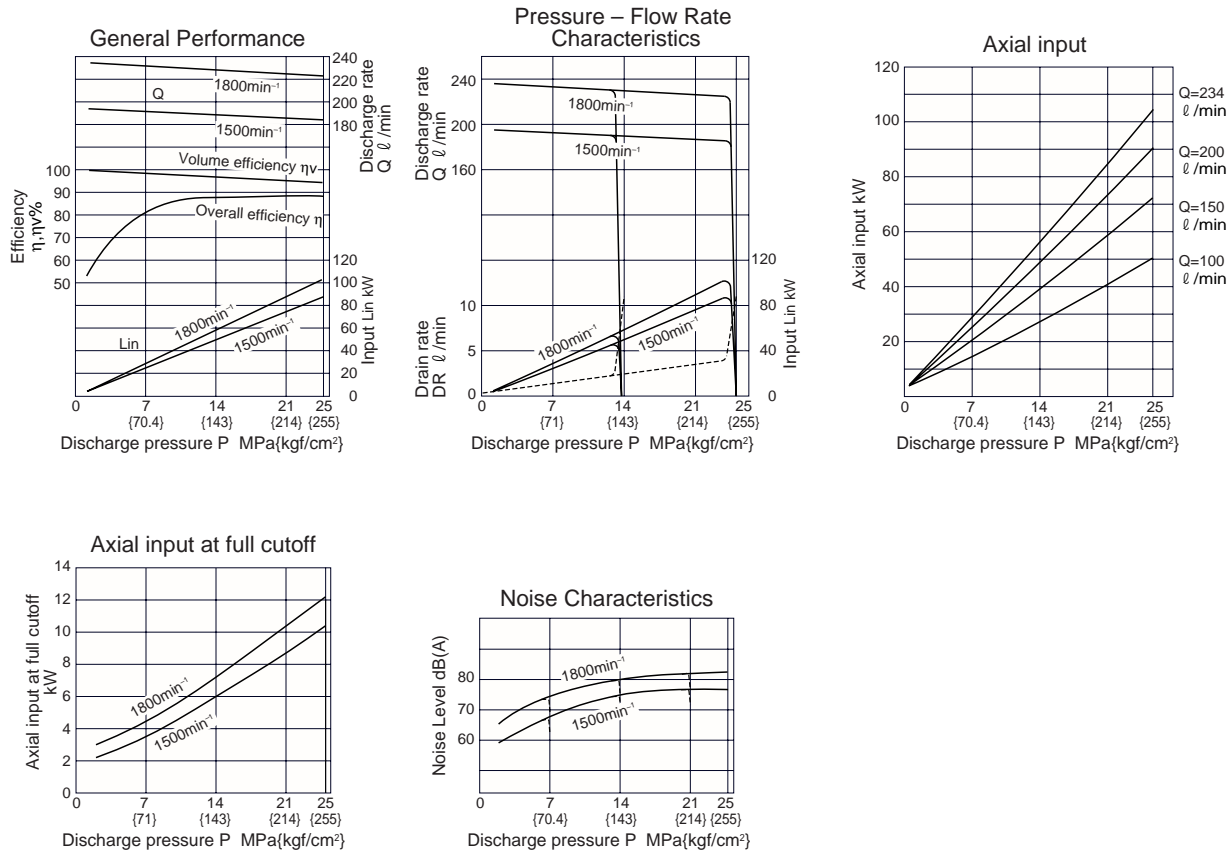 General Performance
240
220
200
180
Discharge rate
Q ℓ/min
1800min⁻¹
Q
1500min⁻¹
Volume efficiency ηv
Overall efficiency η
Efficiency
η,ηv%
100
90
80
70
60
50
120
100
80
60
40
20
0
Input Lin kW
1800min⁻¹
1500min⁻¹
Lin
0 7 14 21 25
{70.4} {143} {214} {255}
Discharge pressure P MPa{kgf/cm²}
Pressure – Flow Rate
Characteristics
Discharge rate
Q ℓ/min
240
200
160
1800min⁻¹
1500min⁻¹
Drain rate
DR ℓ/min
10
5
0
120
80
40
0
Input Lin kW
1800min⁻¹
1500min⁻¹
0 7 14 21 25
{71} {143} {214} {255}
Discharge pressure P MPa{kgf/cm²}
Axial input
Axial input kW
120
100
80
60
40
20
Q=234
ℓ/min
Q=200
ℓ/min
Q=150
ℓ/min
Q=100
ℓ/min
0 7 14 21 25
{70.4} {143} {214} {255}
Discharge pressure P MPa{kgf/cm²}
Axial input at full cutoff
Axial input at full cutoff
kW
14
12
10
8
6
4
2
0
1800min⁻¹
1500min⁻¹
0 7 14 21 25
{71} {143} {214} {255}
Discharge pressure P MPa{kgf/cm²}
Noise Characteristics
Noise Level dB(A)
80
70
60
1800min⁻¹
1500min⁻¹
0 7 14 21 25
{70.4} {143} {214} {255}
Discharge pressure P MPa{kgf/cm²}